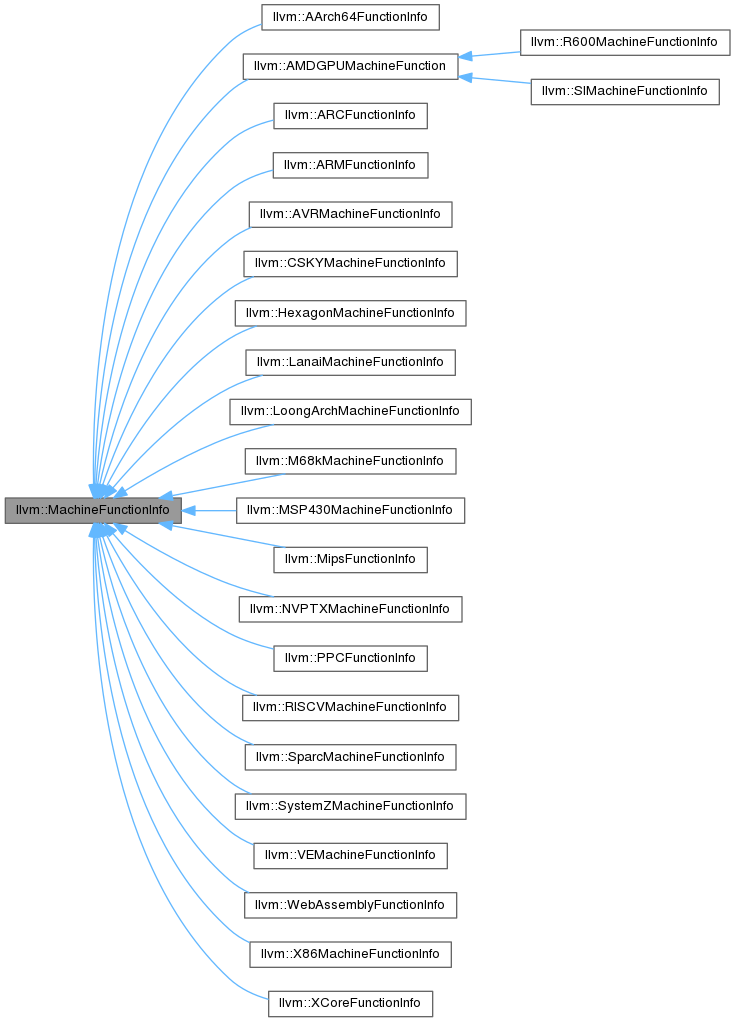 llvm::AArch64FunctionInfo
llvm::R600MachineFunctionInfo
llvm::AMDGPUMachineFunction
llvm::SIMachineFunctionInfo
llvm::ARCFunctionInfo
llvm::ARMFunctionInfo
llvm::AVRMachineFunctionInfo
llvm::CSKYMachineFunctionInfo
llvm::HexagonMachineFunctionInfo
llvm::LanaiMachineFunctionInfo
llvm::LoongArchMachineFunctionInfo
llvm::M68kMachineFunctionInfo
llvm::MachineFunctionInfo
llvm::MSP430MachineFunctionInfo
llvm::MipsFunctionInfo
llvm::NVPTXMachineFunctionInfo
llvm::PPCFunctionInfo
llvm::RISCVMachineFunctionInfo
llvm::SparcMachineFunctionInfo
llvm::SystemZMachineFunctionInfo
llvm::VEMachineFunctionInfo
llvm::WebAssemblyFunctionInfo
llvm::X86MachineFunctionInfo
llvm::XCoreFunctionInfo